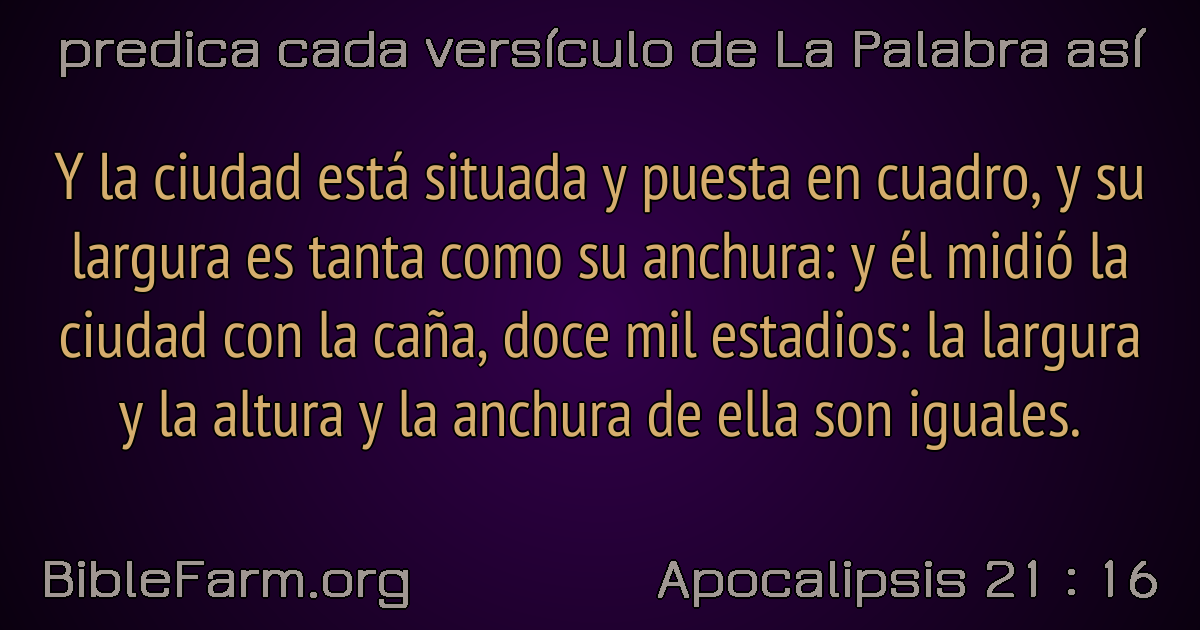 predica cada versículo de La Palabra así
Y la ciudad está situada y puesta en cuadro, y su
largura es tanta como su anchura: y él midió la
ciudad con la caña, doce mil estadios: la largura
y la altura y la anchura de ella son iguales.
BibleFarm.org
Apocalipsis 21 : 16